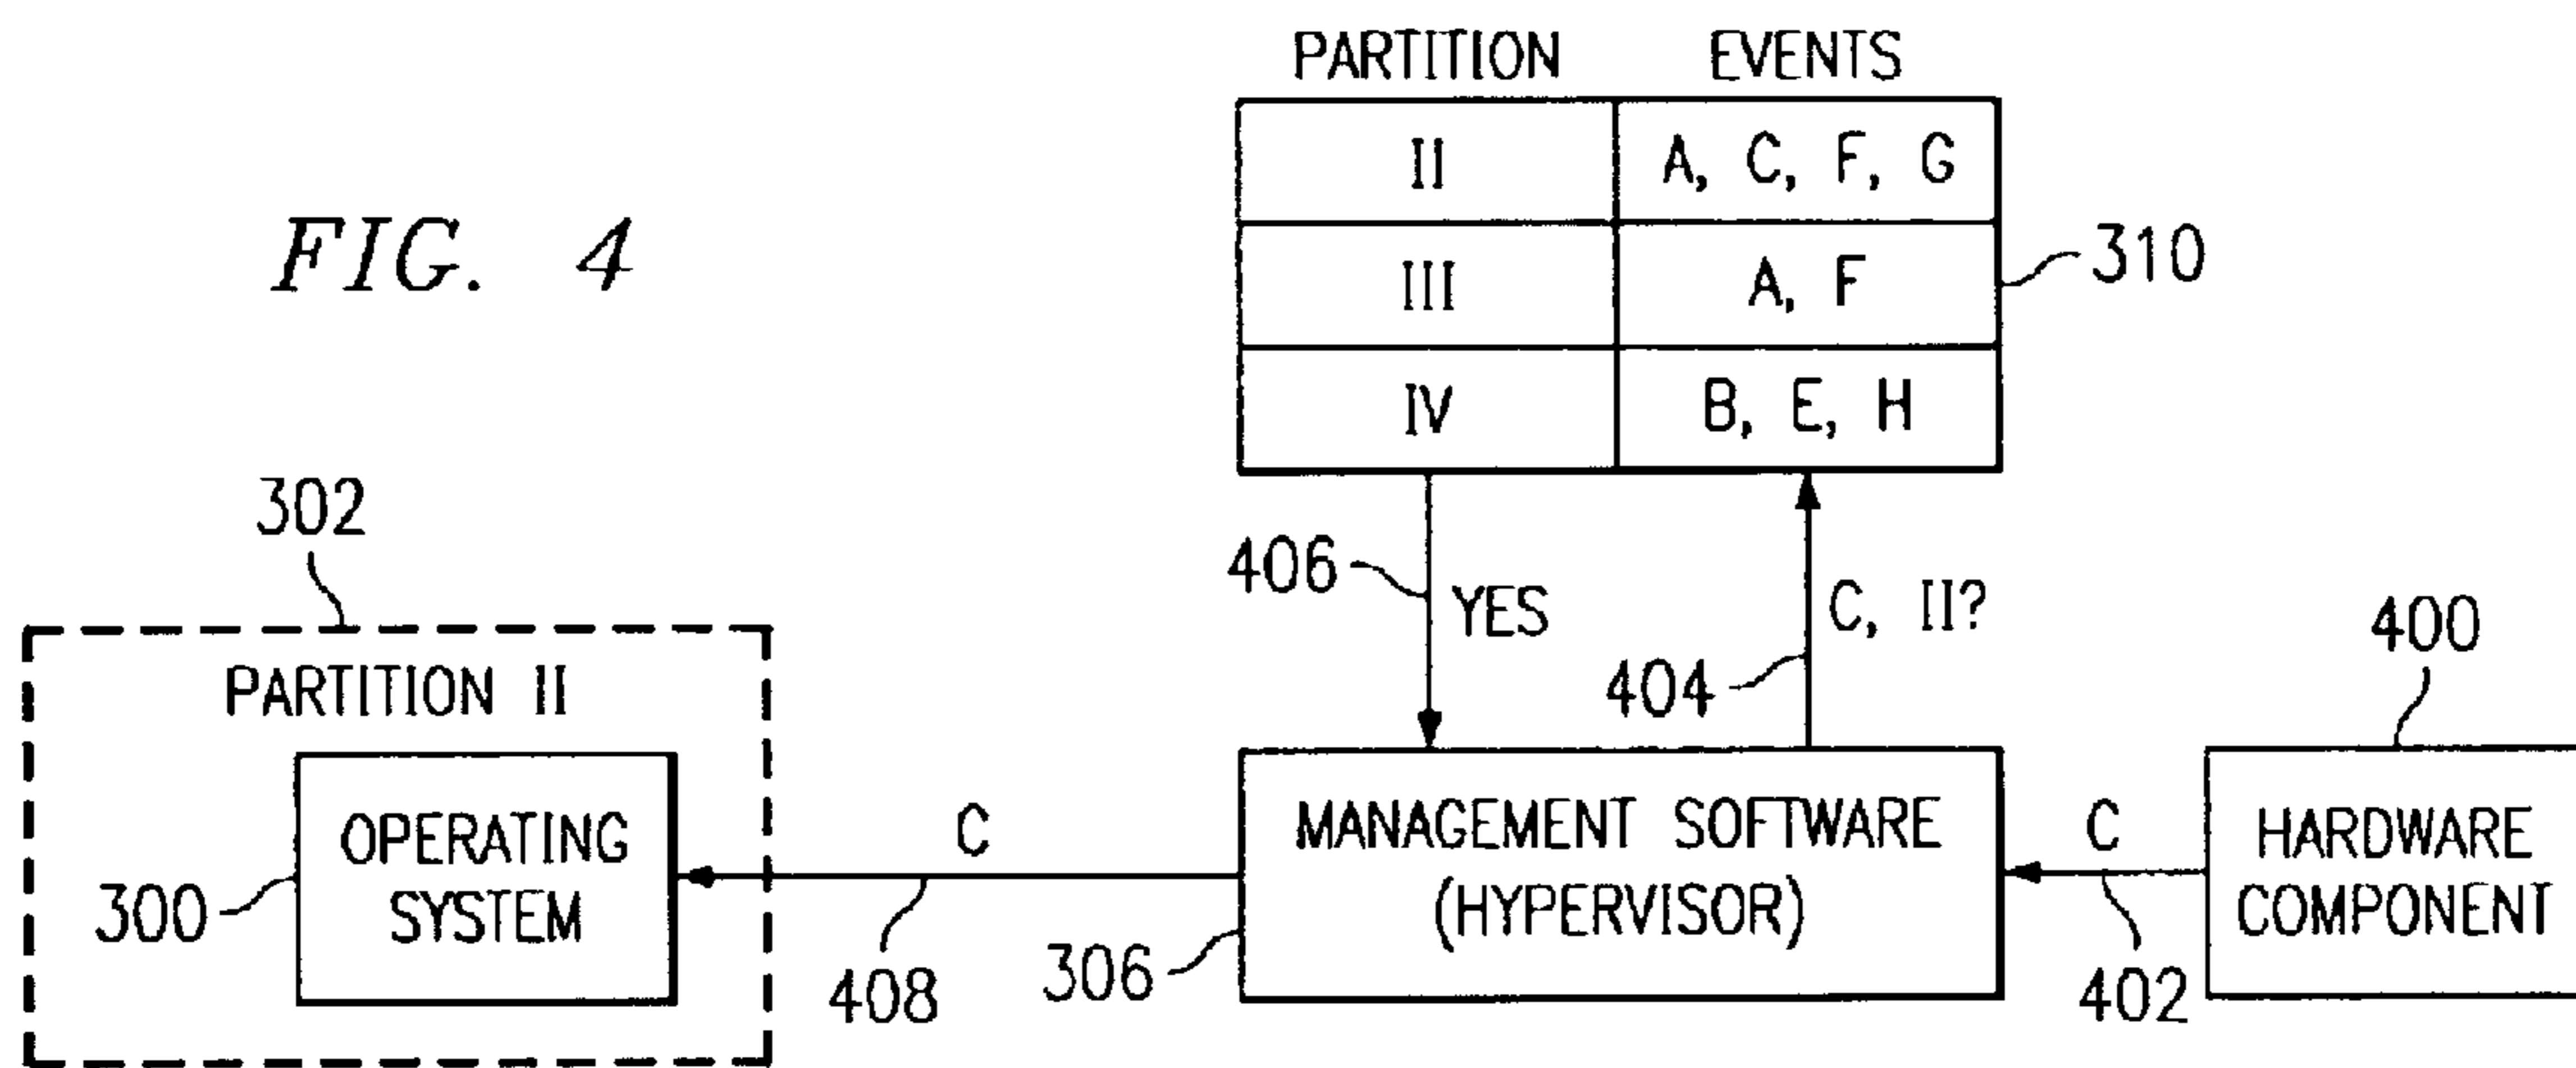 PARTITION EVENTS
II A, C, F, G
FIG. 4
III A, F
310
IV B, E, H
302
406
YES
C, II?
404
400
PARTITION II
OPERATING
SYSTEM
300
C
408
MANAGEMENT SOFTWARE
(HYPERVISOR)
306
C
402
HARDWARE
COMPONENT